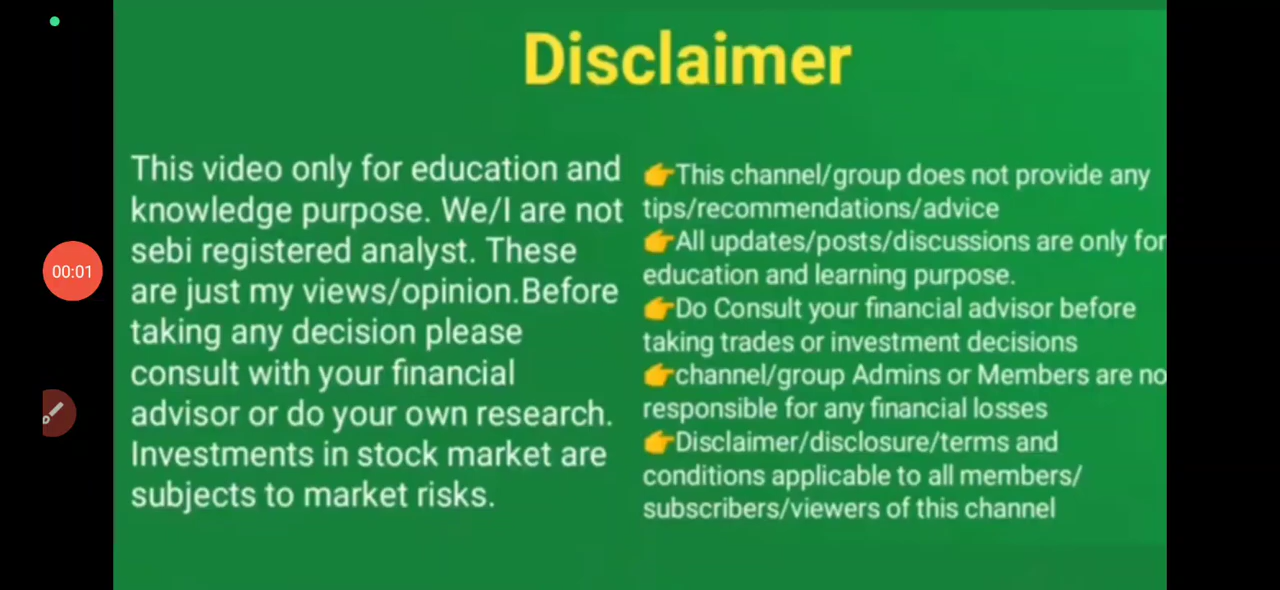 Disclaimer
This video only for education and
knowledge purpose. We/I are not
sebi registered analyst. These
are just my views/opinion.Before
taking any decision please
consult with your financial
advisor or do your own research.
Investments in stock market are
subjects to market risks.
👉This channel/group does not provide any
tips/recommendations/advice
👉All updates/posts/discussions are only for
education and learning purpose.
👉Do Consult your financial advisor before
taking trades or investment decisions
👉channel/group Admins or Members are no
responsible for any financial losses
👉Disclaimer/disclosure/terms and
conditions applicable to all members/
subscribers/viewers of this channel
00:01